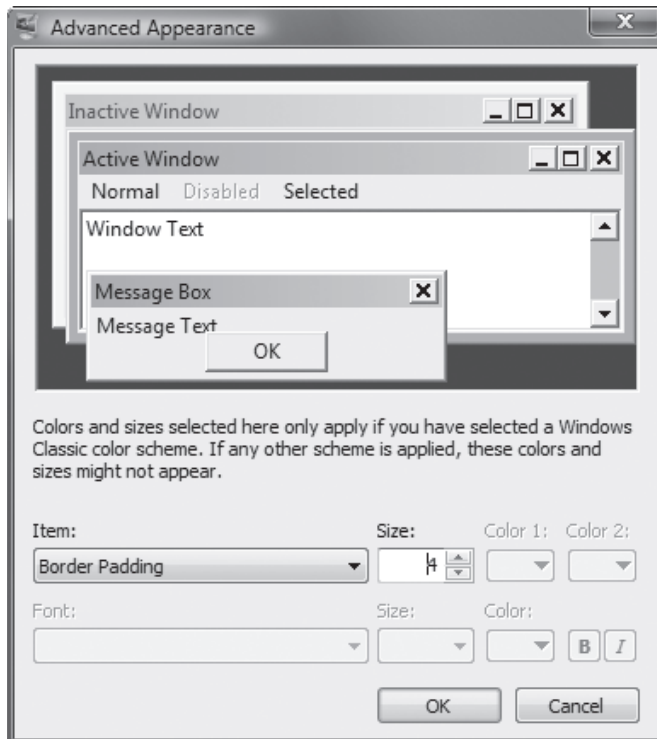 Advanced Appearance
Inactive Window
Active Window
Normal Disabled Selected
Window Text
Message Box
Message Text
OK
Colors and sizes selected here only apply if you have selected a Windows
Classic color scheme. If any other scheme is applied, these colors and
sizes might not appear.
Item: Size: Color 1: Color 2:
Border Padding 4
Font: Size: Color:
B I
OK Cancel